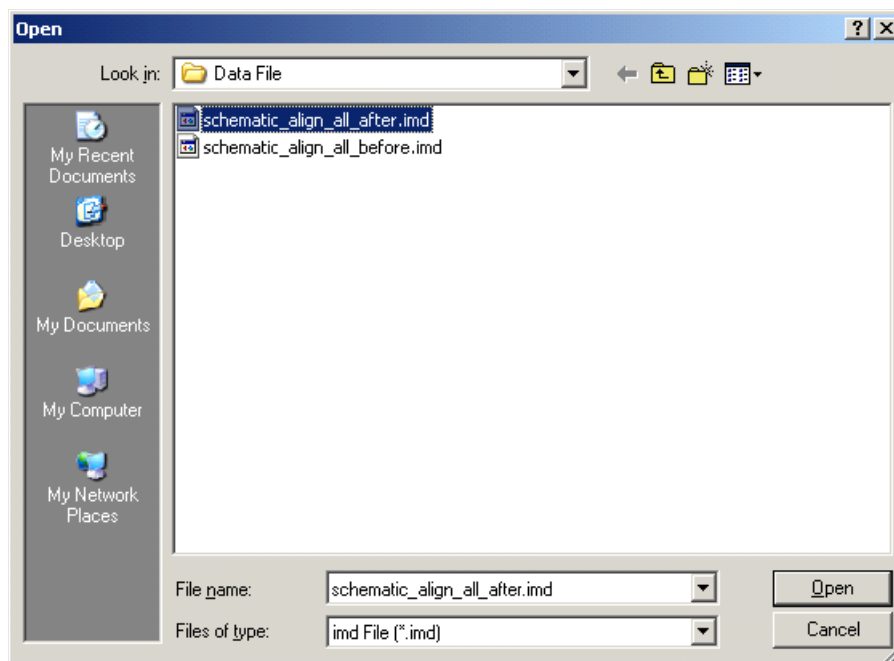 Open
Look in: Data File
schematic_align_all_after.imd
schematic_align_all_before.imd
My Recent
Documents
Desktop
My Documents
My Computer
My Network
Places
File name: schematic_align_all_after.imd Open
Files of type: imd File (*.imd) Cancel